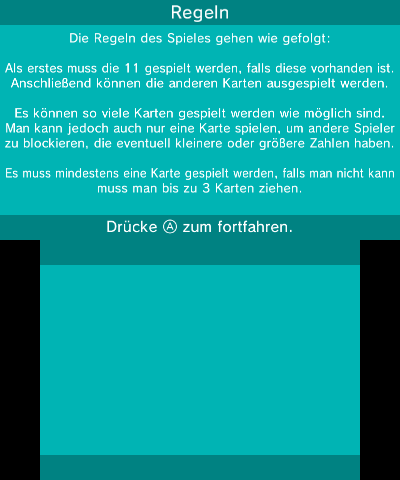 Regeln
Die Regeln des Spieles gehen wie gefolgt:
Als erstes muss die 11 gespielt werden, falls diese vorhanden ist.
Anschließend können die anderen Karten ausgespielt werden.
Es können so viele Karten gespielt werden wie möglich sind.
Man kann jedoch auch nur eine Karte spielen, um andere Spieler
zu blockieren, die eventuell kleinere oder größere Zahlen haben.
Es muss mindestens eine Karte gespielt werden, falls man nicht kann
muss man bis zu 3 Karten ziehen.
Drücke Ⓐ zum fortfahren.